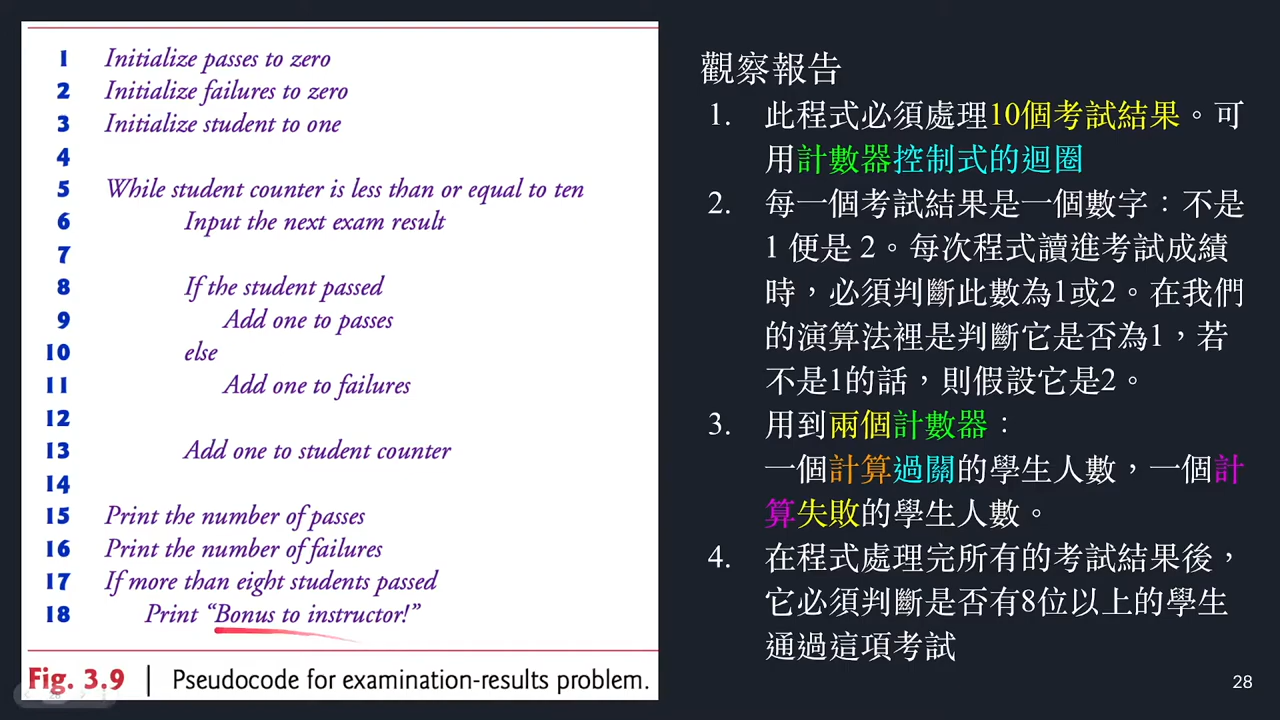 1 Initialize passes to zero
2 Initialize failures to zero
3 Initialize student to one
4
5 While student counter is less than or equal to ten
6 Input the next exam result
7
8 If the student passed
9 Add one to passes
10 else
11 Add one to failures
12
13 Add one to student counter
14
15 Print the number of passes
16 Print the number of failures
17 If more than eight students passed
18 Print “Bonus to instructor!”
Fig. 3.9 | Pseudocode for examination-results problem.
觀察報告
1. 此程式必須處理10個考試結果。可
用計數器控制式的迴圈
2. 每一個考試結果是一個數字：不是
1 便是 2。每次程式讀進考試成績
時，必須判斷此數為1或2。在我們
的演算法裡是判斷它是否為1，若
不是1的話，則假設它是2。
3. 用到兩個計數器：
一個計算過關的學生人數，一個計
算失敗的學生人數。
4. 在程式處理完所有的考試結果後，
它必須判斷是否有8位以上的學生
通過這項考試
28